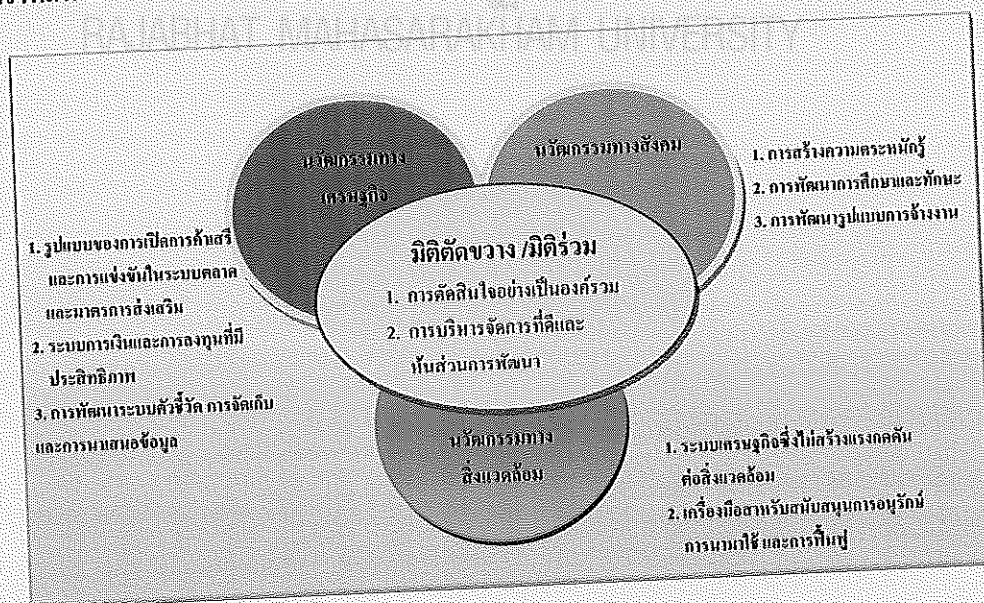 RAJABHAT MAHASARAKHAM UNIVERSITY
นวัฒกรรมทาง
เศรษฐกิจ
นวัฒกรรมทางสังคม
1. การสร้างความตระหนักรู้
2. การพัฒนาการศึกษาและทักษะ
3. การพัฒนารูปแบบการจ้างงาน
1. รูปแบบของการเปิดการค้าเสรี
และการแข่งขันในระบบตลาด
และมาตรการส่งเสริม
2. ระบบการเงินและการลงทุนที่มี
ประสิทธิภาพ
3. การพัฒนาระบบตัวชี้วัด การจัดเก็บ
และการนาเสนอข้อมูล
มิติตัดขวาง /มิติร่วม
1. การตัดสินใจอย่างเป็นองค์รวม
2. การบริหารจัดการที่ดีและ
หุ้นส่วนการพัฒนา
นวัฒกรรมทาง
สิ่งแวดล้อม
1. ระบบเศรษฐกิจซึ่งไม่สร้างแรงกดดัน
ต่อสิ่งแวดล้อม
2. เครื่องมือสาหรับสนับสนุนการอนุรักษ์
การนามาใช้ และการฟื้นฟู